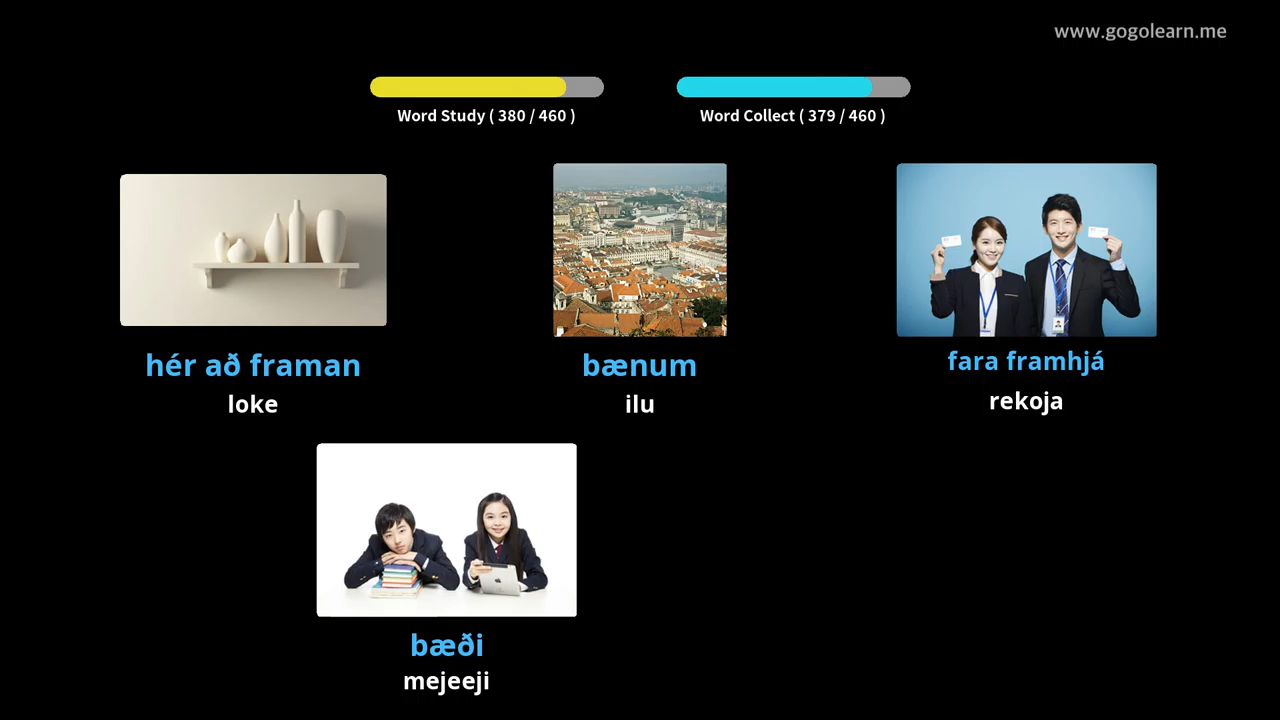 www.gogolearn.me
Word Study ( 380 / 460 )
Word Collect ( 379 / 460 )
hér að framan
loke
bænum
ilu
fara framhjá
rekoja
bæði
mejeeji